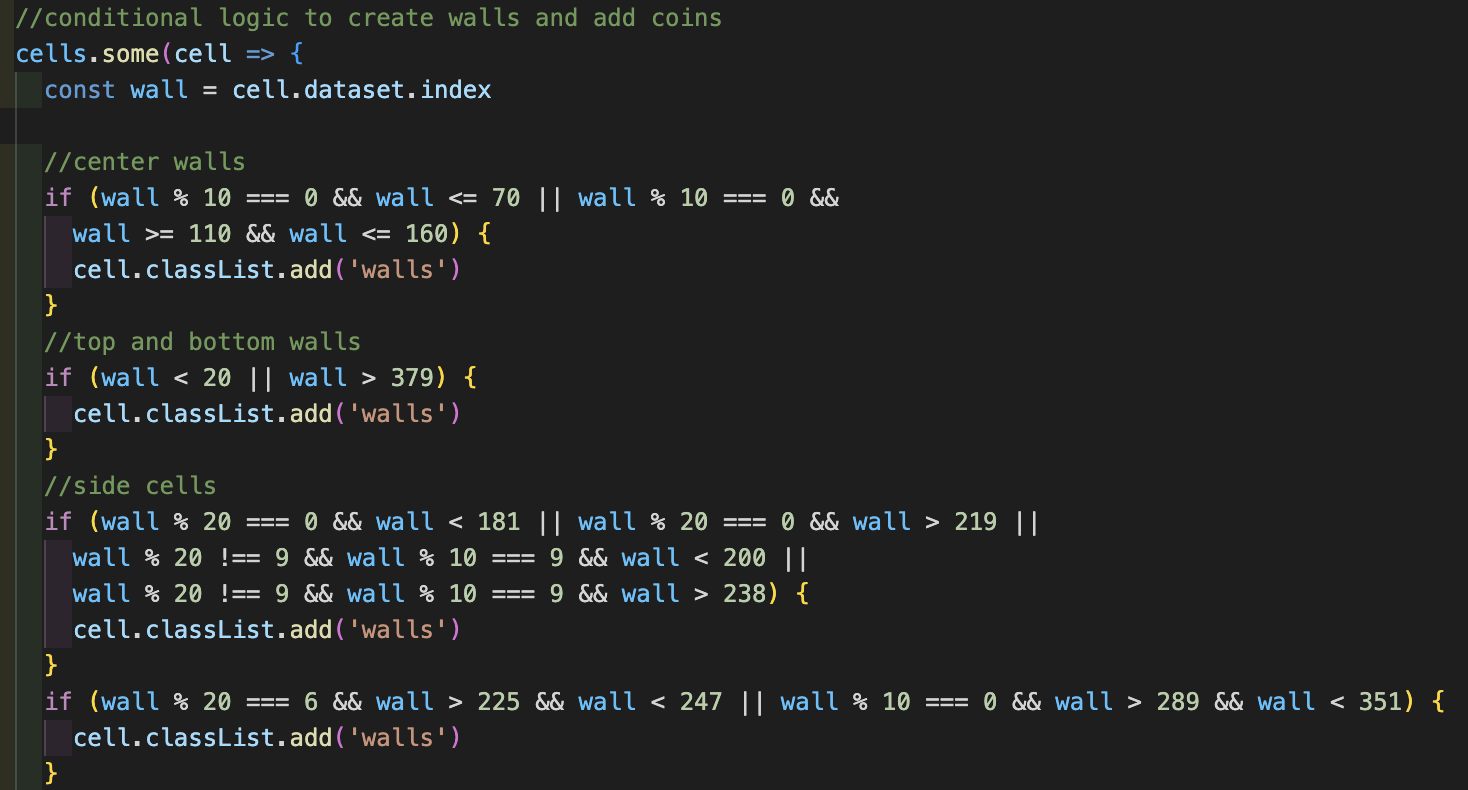 //conditional logic to create walls and add coins
cells.some(cell => {
const wall = cell.dataset.index
//center walls
if (wall % 10 === 0 && wall <= 70 || wall % 10 === 0 &&
wall >= 110 && wall <= 160) {
cell.classList.add('walls')
}
//top and bottom walls
if (wall < 20 || wall > 379) {
cell.classList.add('walls')
}
//side cells
if (wall % 20 === 0 && wall < 181 || wall % 20 === 0 && wall > 219 ||
wall % 20 !== 9 && wall % 10 === 9 && wall < 200 ||
wall % 20 !== 9 && wall % 10 === 9 && wall > 238) {
cell.classList.add('walls')
}
if (wall % 20 === 6 && wall > 225 && wall < 247 || wall % 10 === 0 && wall > 289 && wall < 351) {
cell.classList.add('walls')
}